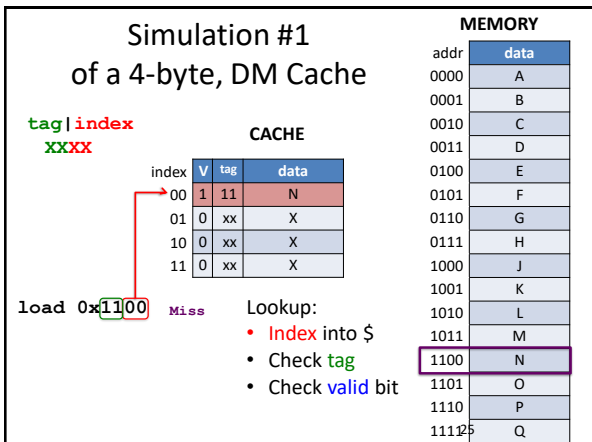 Simulation #1
of a 4-byte, DM Cache
tag|index
XXXX
CACHE
index V tag data
00 1 11 N
01 0 xx X
10 0 xx X
11 0 xx X
load 0x1100 Miss
Lookup:
• Index into $
• Check tag
• Check valid bit
MEMORY
addr data
0000 A
0001 B
0010 C
0011 D
0100 E
0101 F
0110 G
0111 H
1000 J
1001 K
1010 L
1011 M
1100 N
1101 O
1110 P
1111 Q
25